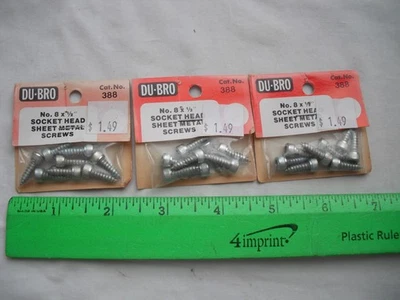 DU-BRO
Cat. No.
388
No. 8 x ½"
SOCKET HEAD
SHEET METAL
SCREWS
$ 1.49
DU-BRO
Cat. No.
388
No. 8 x ½"
SOCKET HEAD
SHEET METAL
SCREWS
$ 1.49
DU-BRO
Cat. No.
388
No. 8 x ½"
SOCKET HEAD
SHEET METAL
SCREWS
$ 1.49
1 2 3 4 5 6 7
4imprint
Plastic Ruler